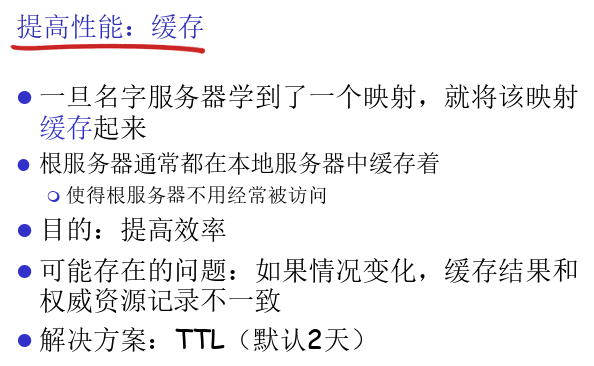 提高性能：缓存
一旦名字服务器学到了一个映射，就将该映射
缓存起来
根服务器通常都在本地服务器中缓存着
使得根服务器不用经常被访问
目的：提高效率
可能存在的问题：如果情况变化，缓存结果和
权威资源记录不一致
解决方案：TTL（默认2天）